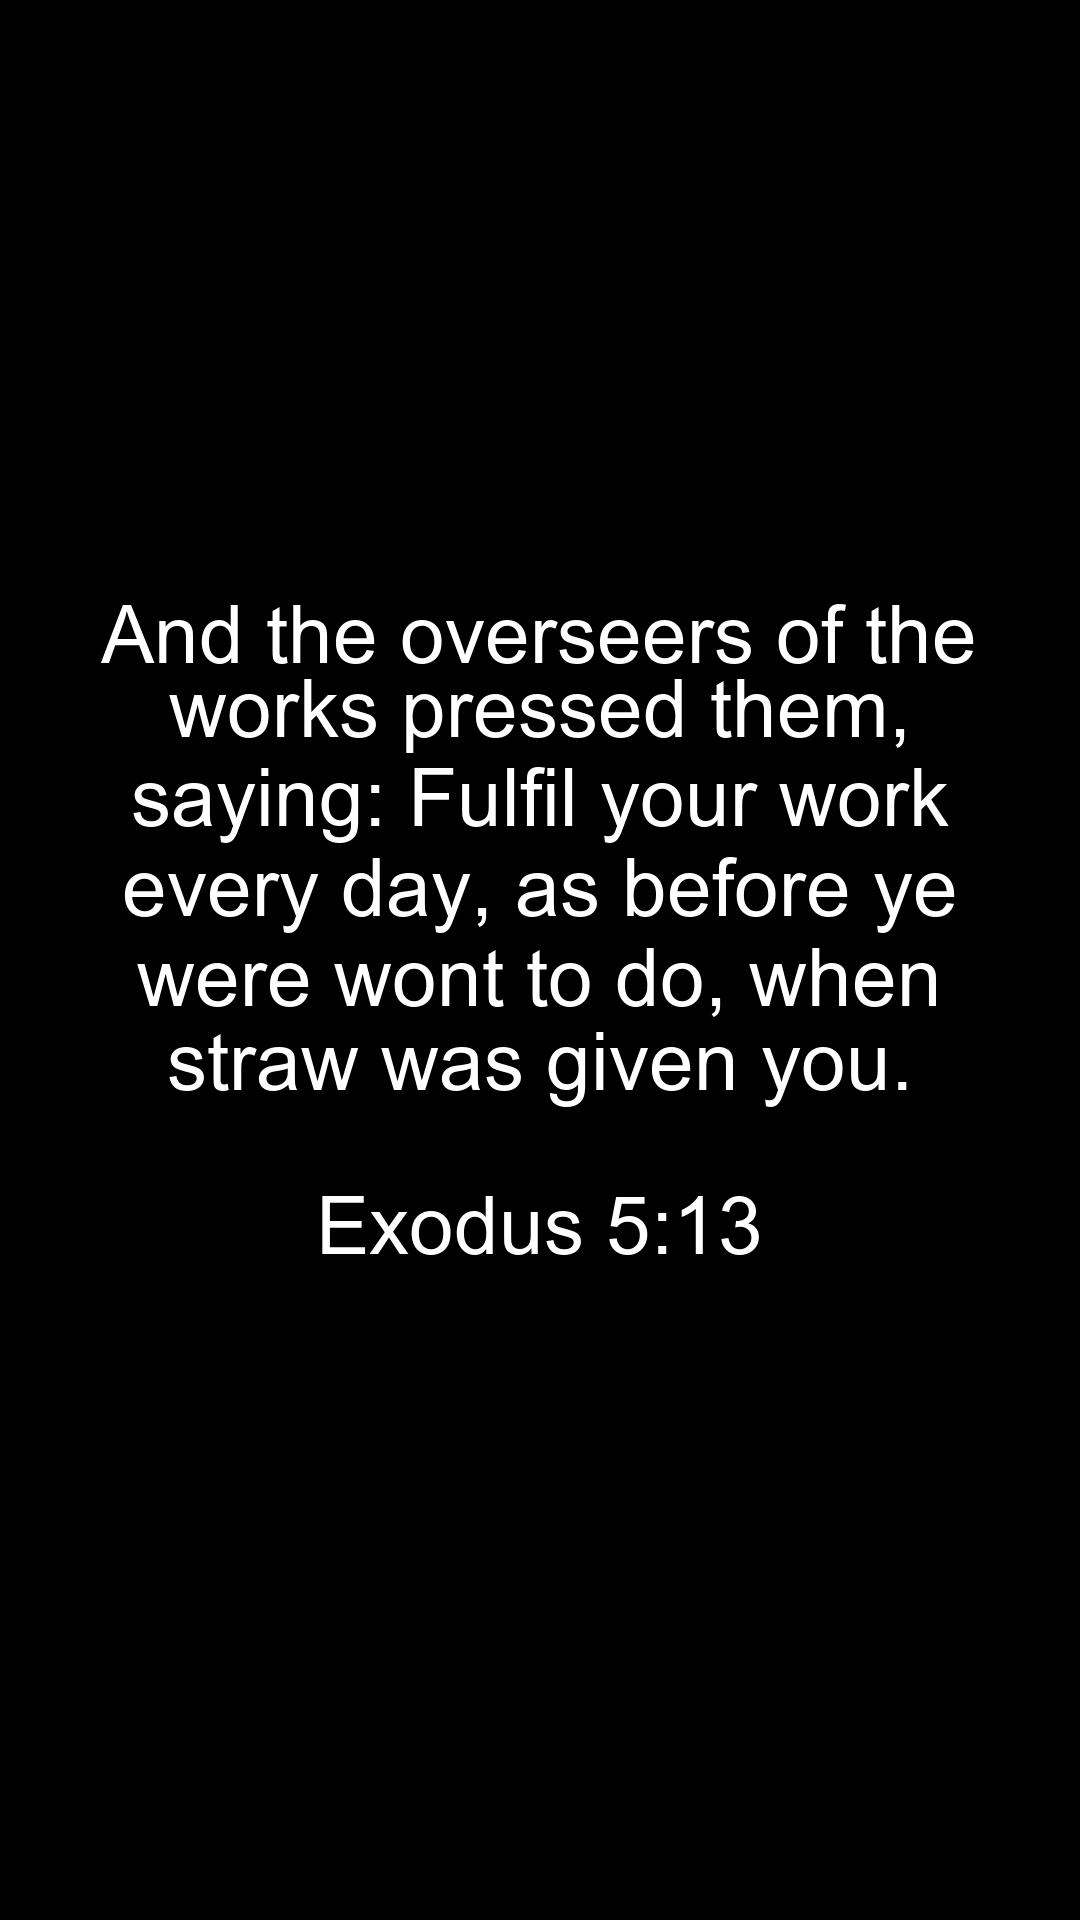 And the overseers of the
works pressed them,
saying: Fulfil your work
every day, as before ye
were wont to do, when
straw was given you.
Exodus 5:13